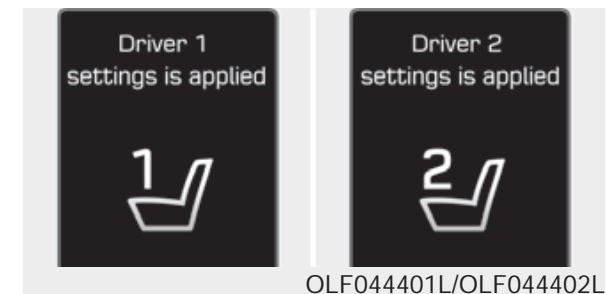 Driver 1
settings is applied
1
Driver 2
settings is applied
2
OLF044401L/OLF044402L